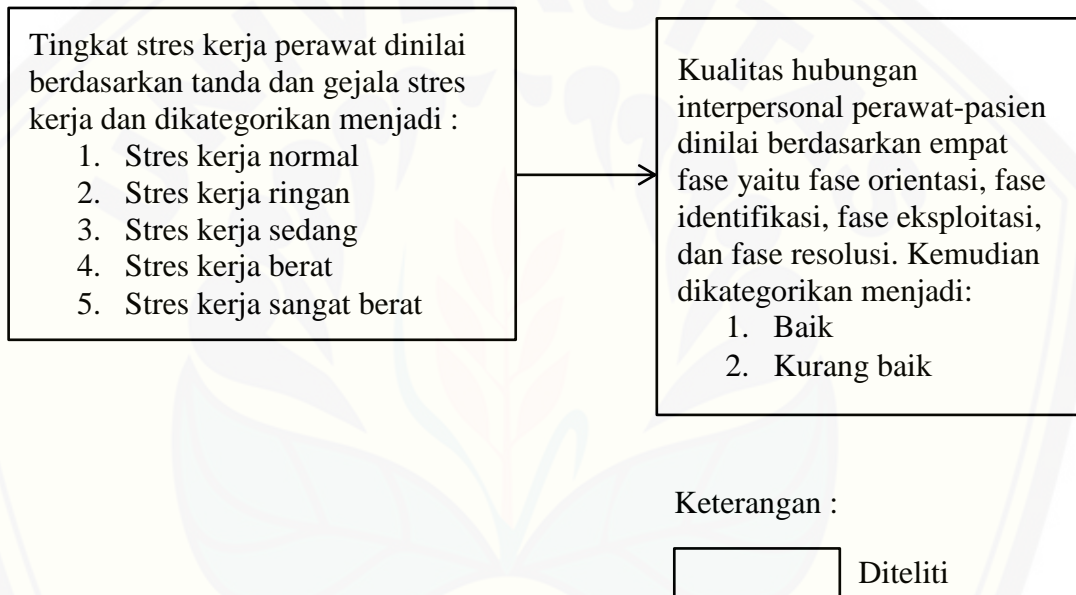 Tingkat stres kerja perawat dinilai
berdasarkan tanda dan gejala stres
kerja dan dikategorikan menjadi :
1. Stres kerja normal
2. Stres kerja ringan
3. Stres kerja sedang
4. Stres kerja berat
5. Stres kerja sangat berat
Kualitas hubungan
interpersonal perawat-pasien
dinilai berdasarkan empat
fase yaitu fase orientasi, fase
identifikasi, fase eksploitasi,
dan fase resolusi. Kemudian
dikategorikan menjadi:
1. Baik
2. Kurang baik
Keterangan :
Diteliti